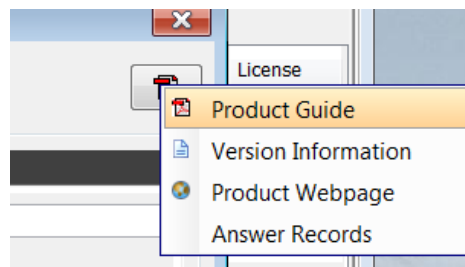 License
Product Guide
Version Information
Product Webpage
Answer Records